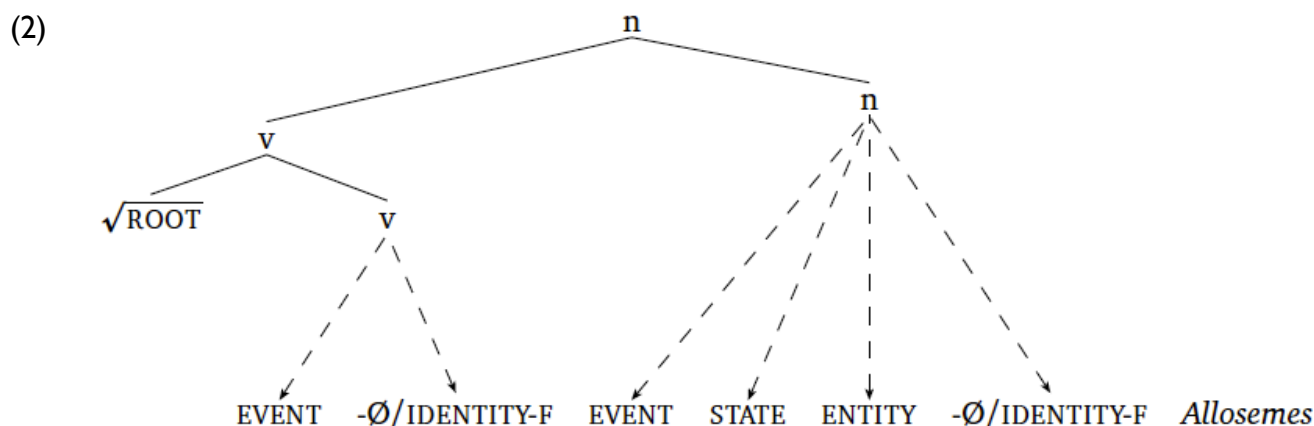 (2)
n
n
v
√ROOT
v
EVENT -Ø/IDENTITY-F EVENT STATE ENTITY -Ø/IDENTITY-F Allosemes